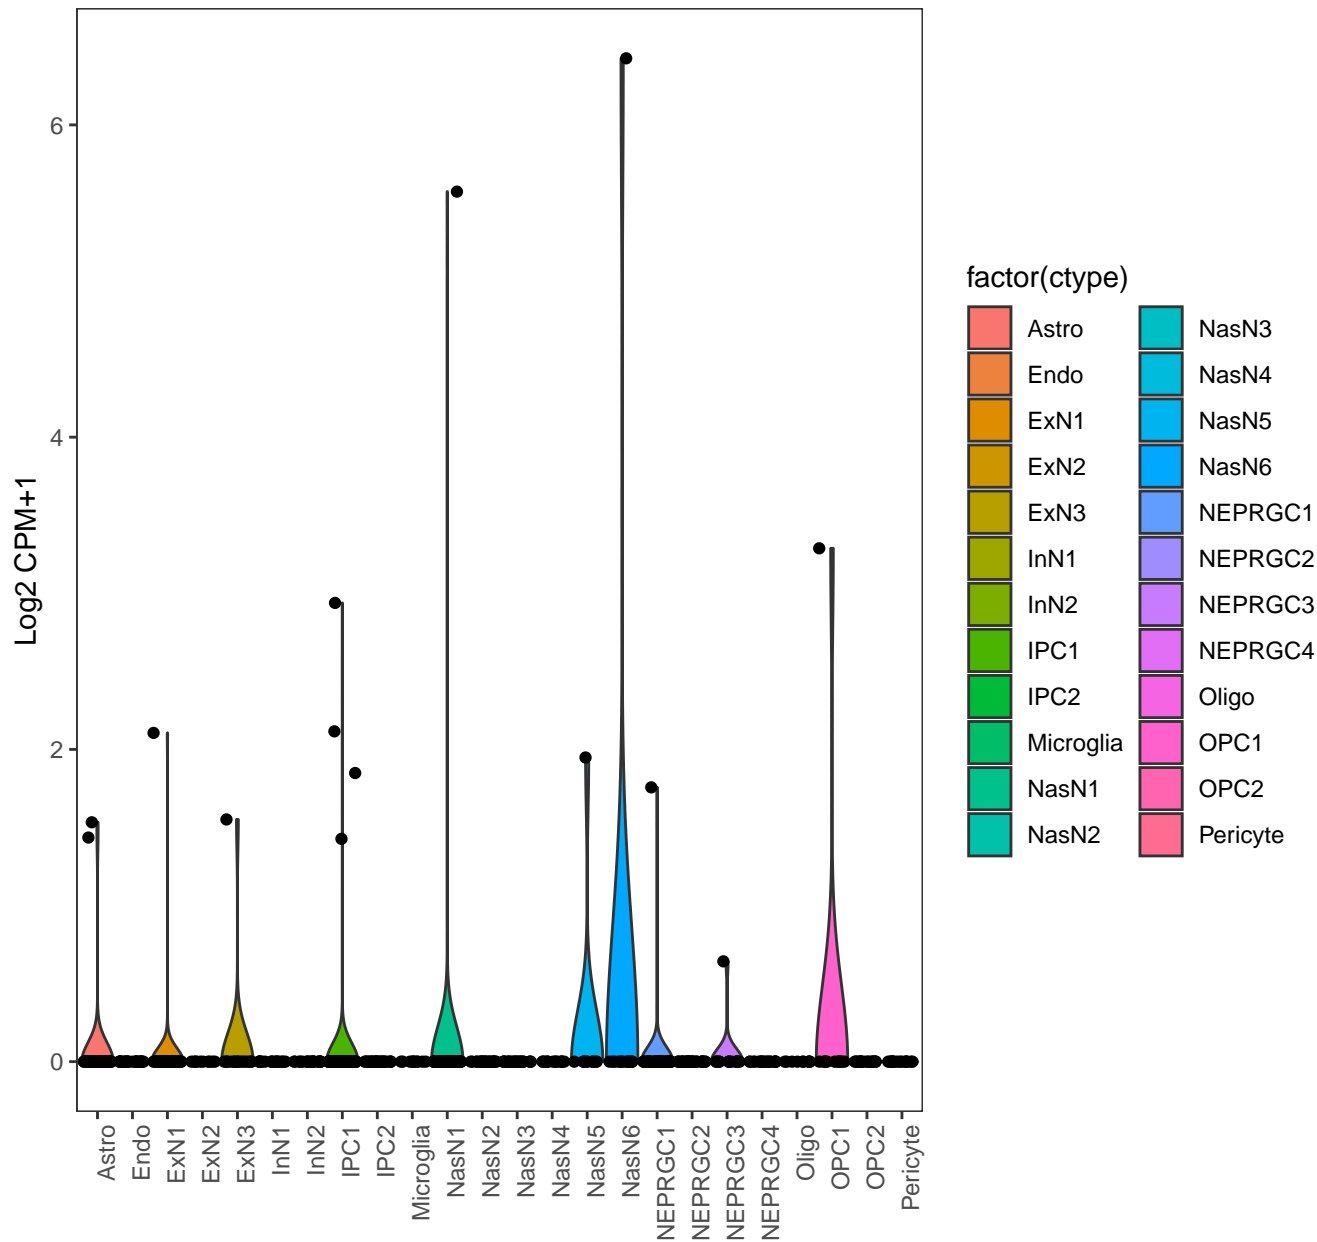 6
4
2
0
Log2 CPM+1
Astro
Endo
ExN1
ExN2
ExN3
InN1
InN2
IPC1
IPC2
Microglia
NasN1
NasN2
NasN3
NasN4
NasN5
NasN6
NEPRGC1
NEPRGC2
NEPRGC3
NEPRGC4
Oligo
OPC1
OPC2
Pericyte
factor(ctype)
Astro
Endo
ExN1
ExN2
ExN3
InN1
InN2
IPC1
IPC2
Microglia
NasN1
NasN2
NasN3
NasN4
NasN5
NasN6
NEPRGC1
NEPRGC2
NEPRGC3
NEPRGC4
Oligo
OPC1
OPC2
Pericyte